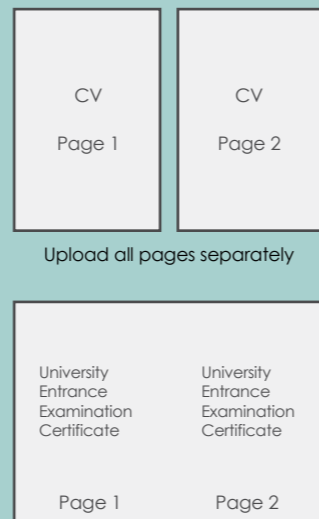 CV
Page 1
CV
Page 2
Upload all pages separately
University
Entrance
Examination
Certificate
Page 1
University
Entrance
Examination
Certificate
Page 2